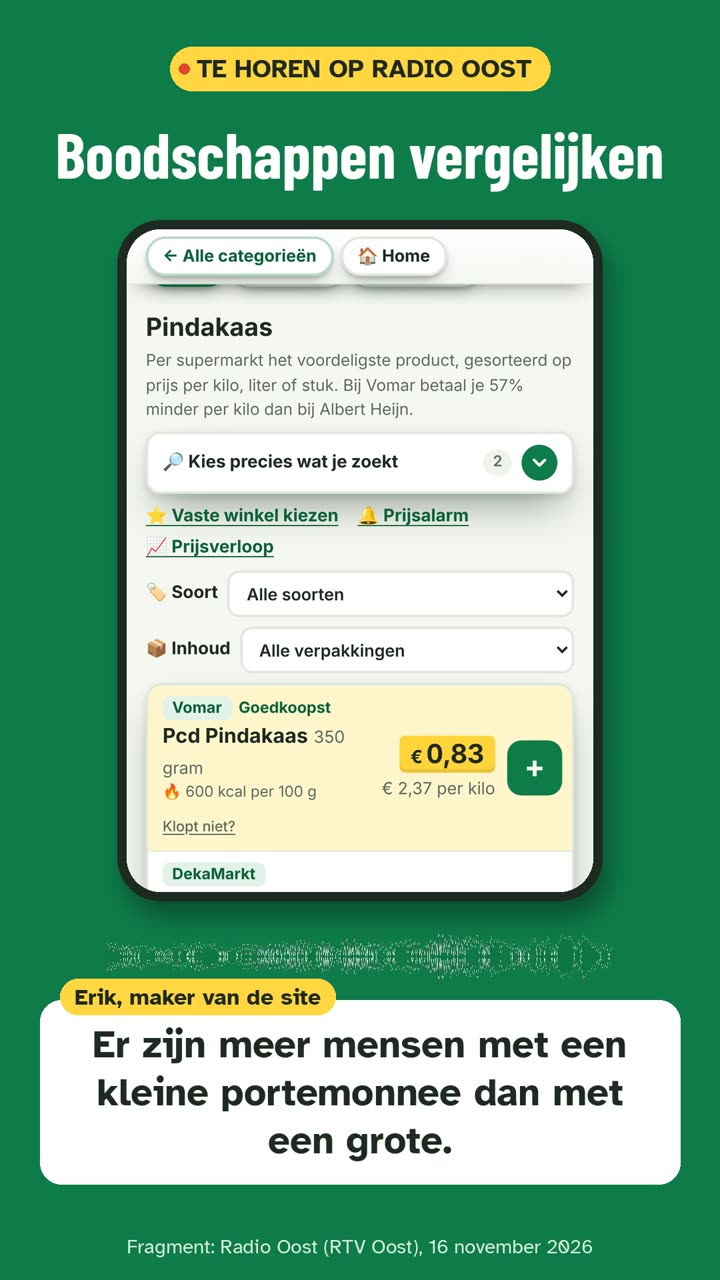 TE HOREN OP RADIO OOST
Boodschappen vergelijken
← Alle categorieën
🏠 Home
Pindakaas
Per supermarkt het voordeligste product, gesorteerd op
prijs per kilo, liter of stuk. Bij Vomar betaal je 57%
minder per kilo dan bij Albert Heijn.
🔎 Kies precies wat je zoekt 2
⭐ Vaste winkel kiezen 🔔 Prijsalarm
📈 Prijsverloop
🏷️ Soort Alle soorten
📦 Inhoud Alle verpakkingen
Vomar Goedkoopst
Pcd Pindakaas 350
gram
€ 0,83
+
🔥 600 kcal per 100 g
€ 2,37 per kilo
Klopt niet?
DekaMarkt
Erik, maker van de site
Er zijn meer mensen met een
kleine portemonnee dan met
een grote.
Fragment: Radio Oost (RTV Oost), 16 november 2026